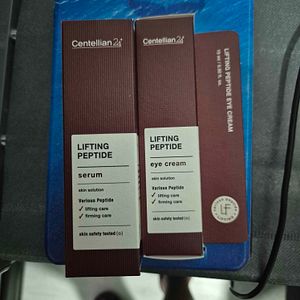 Centellian24
LIFTING
PEPTIDE
serum
skin solution
Various Peptide
✓ lifting care
✓ firming care
skin safety tested (o)
Centellian24
LIFTING
PEPTIDE
eye cream
skin solution
Various Peptide
✓ lifting care
✓ firming care
skin safety tested (o)
LIFTING PEPTIDE EYE CREAM